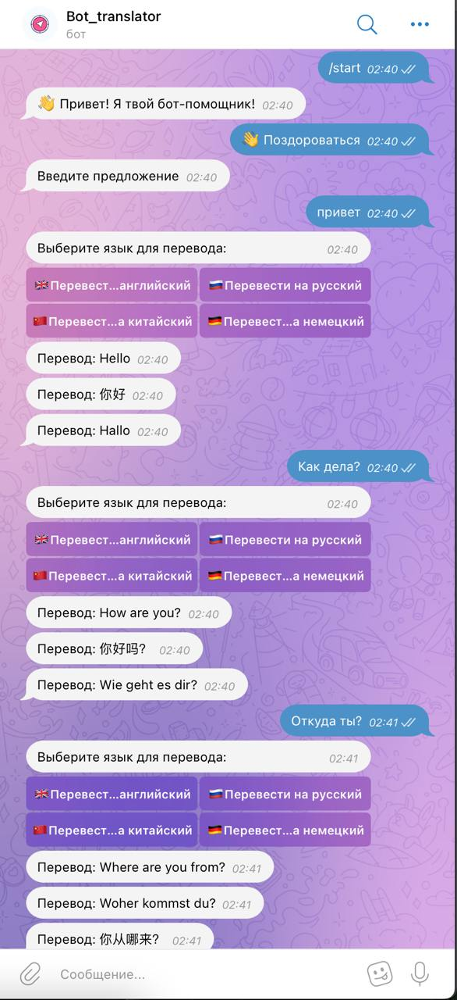 Bot_translator
бот
/start 02:40
👋 Привет! Я твой бот-помощник! 02:40
👋 Поздороваться 02:40
Введите предложение 02:40
привет 02:40
Выберите язык для перевода: 02:40
🇬🇧Перевест...английский 🇷🇺Перевести на русский
🇨🇳Перевест...а китайский 🇩🇪Перевест...а немецкий
Перевод: Hello 02:40
Перевод: 你好 02:40
Перевод: Hallo 02:40
Как дела? 02:40
Выберите язык для перевода: 02:40
🇬🇧Перевест...английский 🇷🇺Перевести на русский
🇨🇳Перевест...а китайский 🇩🇪Перевест...а немецкий
Перевод: How are you? 02:40
Перевод: 你好吗？ 02:40
Перевод: Wie geht es dir? 02:40
Откуда ты? 02:41
Выберите язык для перевода: 02:41
🇬🇧Перевест...английский 🇷🇺Перевести на русский
🇨🇳Перевест...а китайский 🇩🇪Перевест...а немецкий
Перевод: Where are you from? 02:41
Перевод: Woher kommst du? 02:41
Перевод: 你从哪来？ 02:41
Сообщение...